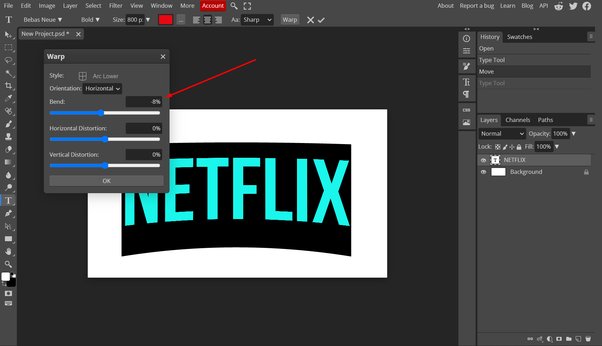 File Edit Image Layer Select Filter View Window More Account
About Report a bug Learn Blog API
T Bebas Neue Bold Size: 800 p: ... Aa: Sharp Warp
New Project.psd *
Warp
Style: Arc Lower
Orientation: Horizontal
Bend: -8%
Horizontal Distortion: 0%
Vertical Distortion: 0%
OK
NETFLIX
History Swatches
Open
Type Tool
Move
Type Tool
Layers Channels Paths
Normal Opacity: 100%
Lock: Fill: 100%
NETFLIX
Background